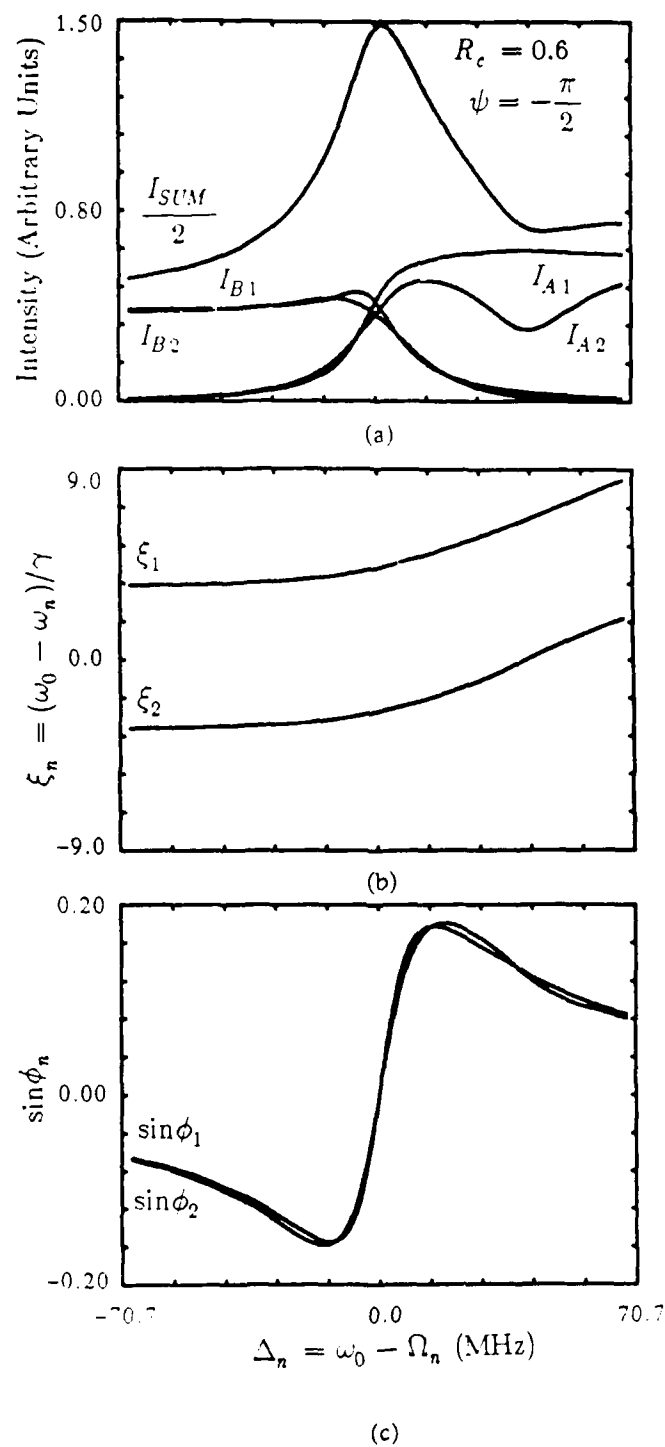 1.50
R_c = 0.6
ψ = -π/2
Intensity (Arbitrary Units)
0.80
I_SUM/2
I_B1
I_A1
I_B2
I_A2
0.00
(a)
9.0
ξ_1
ξ_n = (ω_0 − ω_n)/γ
0.0
ξ_2
-9.0
(b)
0.20
sinϕ_n
0.00
sinϕ_1
sinϕ_2
-0.20
-70.7
0.0
70.7
Δ_n = ω_0 − Ω_n (MHz)
(c)